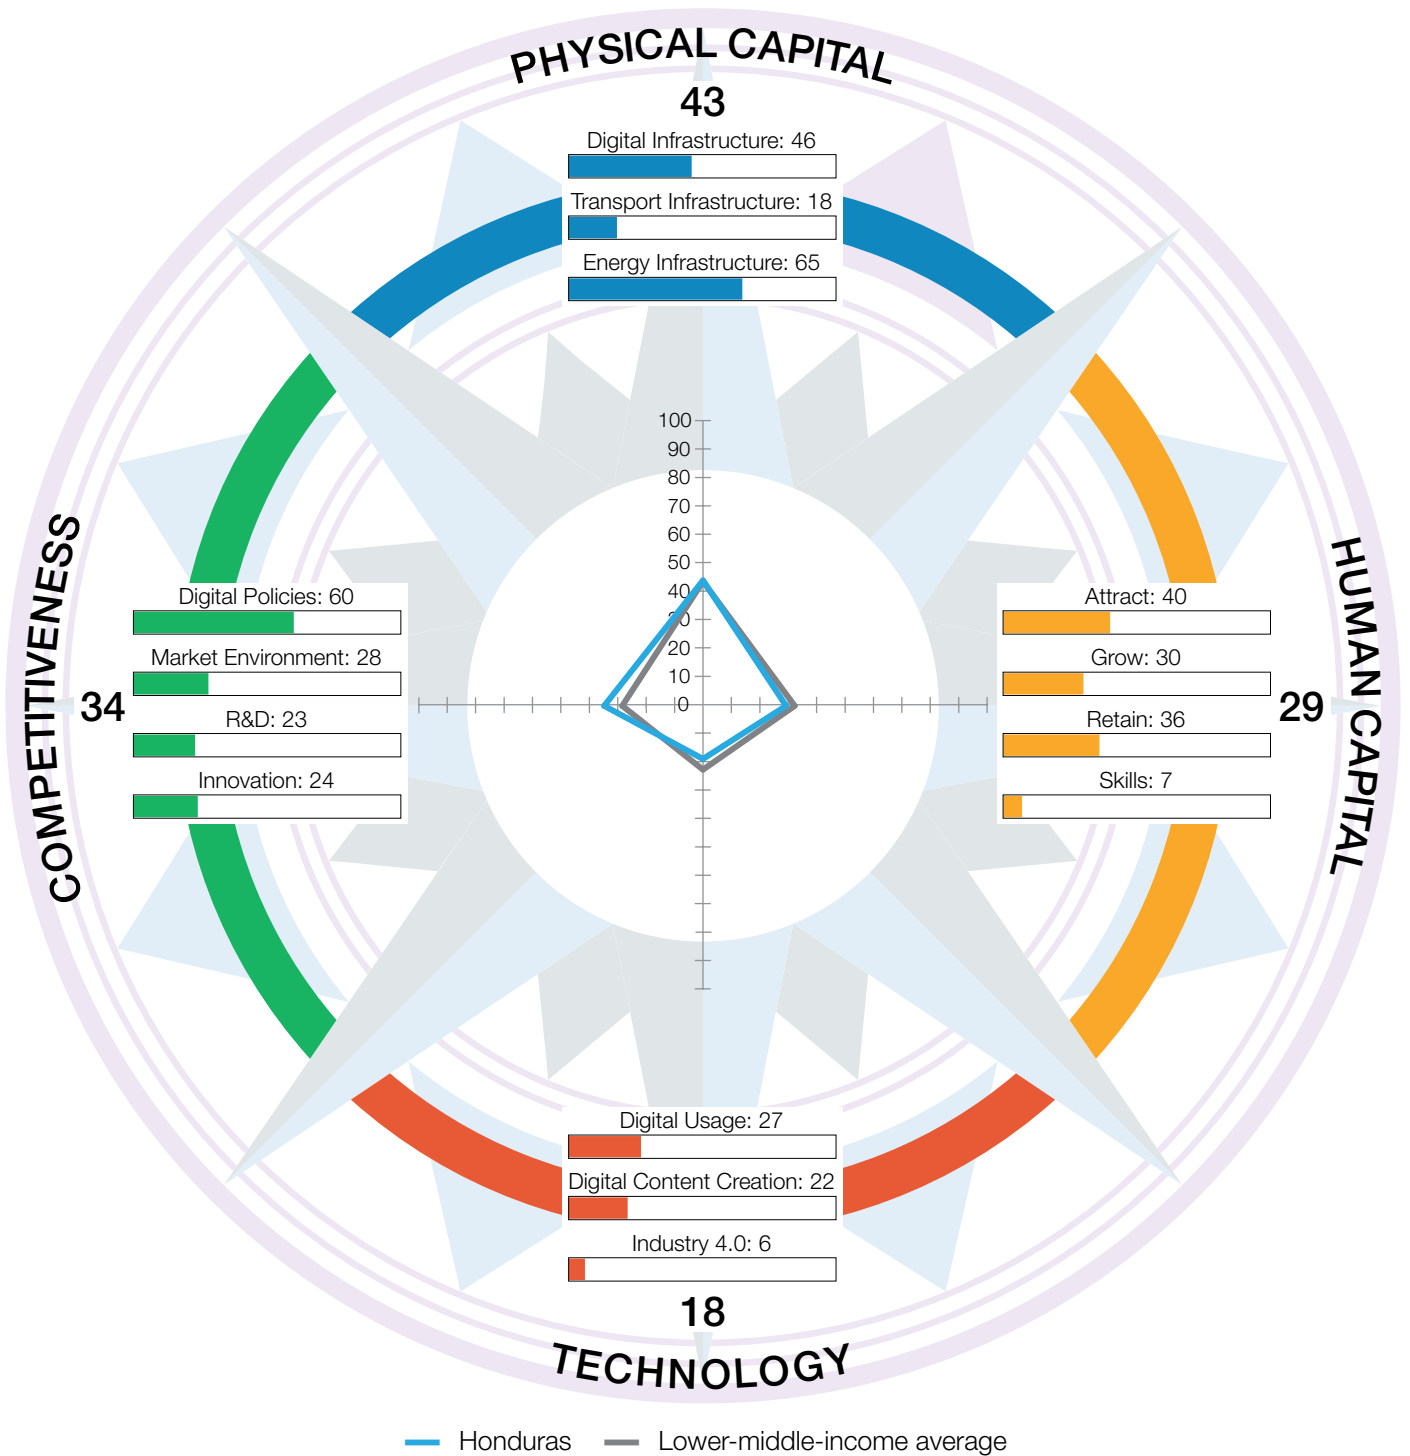 PHYSICAL CAPITAL
43
Digital Infrastructure: 46
Transport Infrastructure: 18
Energy Infrastructure: 65
100
90
80
70
60
50
40
30
20
10
0
COMPETITIVENESS
34
Digital Policies: 60
Market Environment: 28
R&D: 23
Innovation: 24
HUMAN CAPITAL
29
Attract: 40
Grow: 30
Retain: 36
Skills: 7
Digital Usage: 27
Digital Content Creation: 22
Industry 4.0: 6
18
TECHNOLOGY
Honduras
Lower-middle-income average